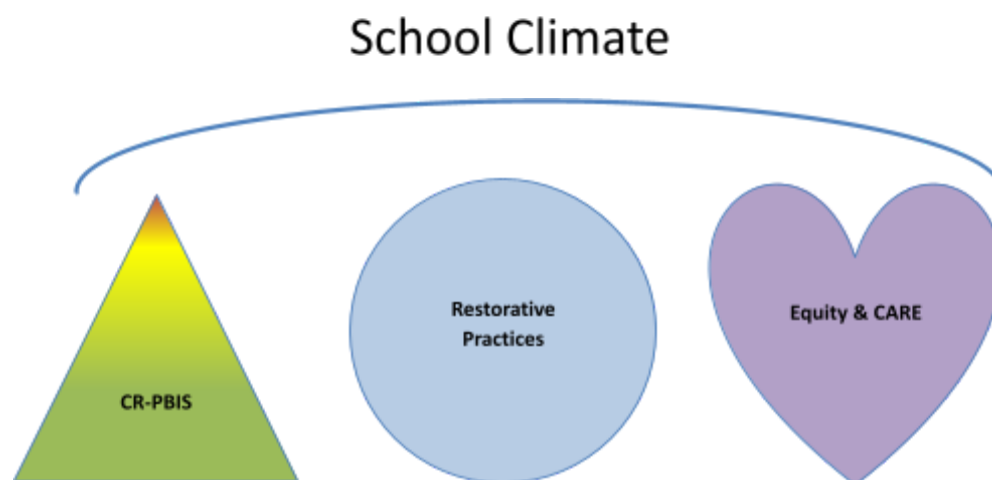 School Climate
Restorative
Practices
Equity & CARE
CR-PBIS